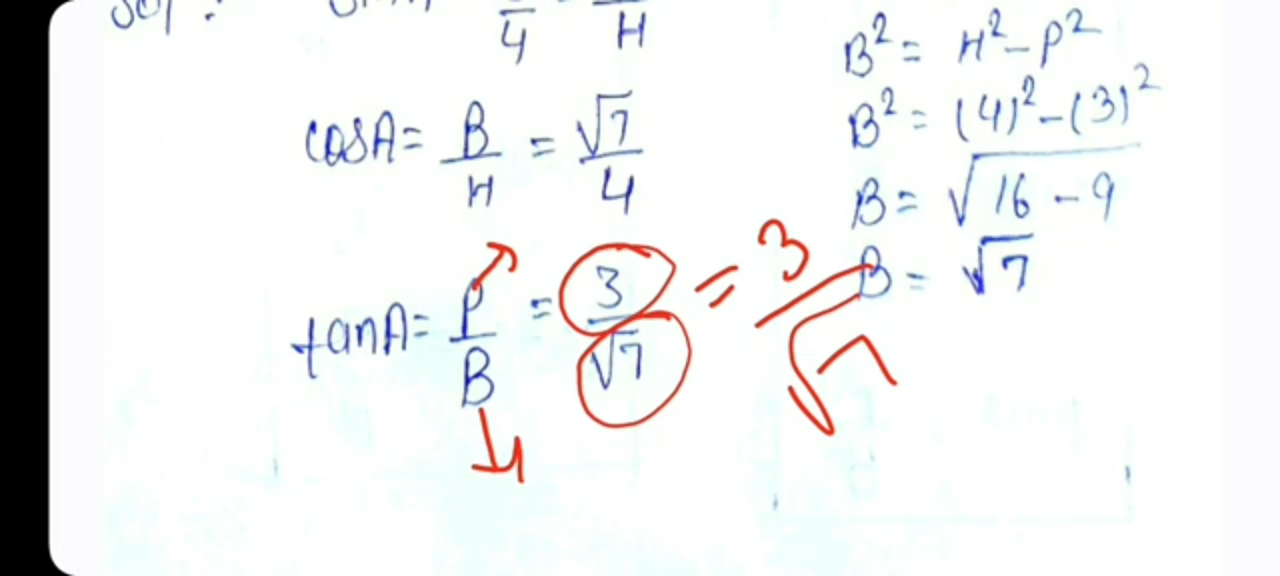 4 H
cosA = B/H = √7/4
tanA = P/B = 3/√7 = 3/√7
B² = H² - P²
B² = (4)² - (3)²
B = √16 - 9
B = √7